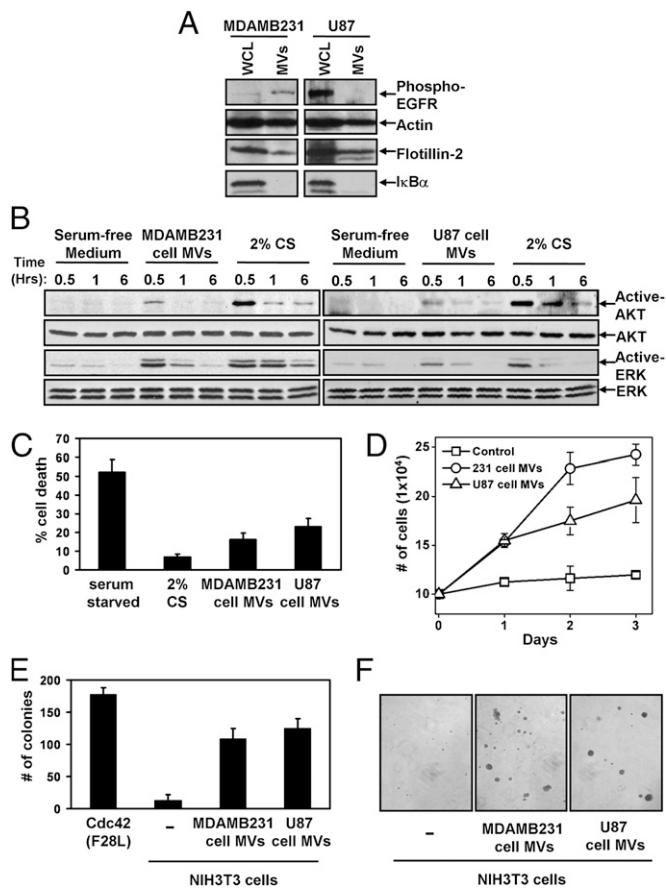 A
MDAMB231 U87
WCL MVs WCL MVs
Phospho-
EGFR
Actin
Flotillin-2
IκBα
B
Serum-free Medium MDAMB231 cell MVs 2% CS Serum-free Medium U87 cell MVs 2% CS
Time (Hrs): 0.5 1 6 0.5 1 6 0.5 1 6 0.5 1 6 0.5 1 6 0.5 1 6
Active-
AKT
AKT
Active-
ERK
ERK
C
% cell death
70
60
50
40
30
20
10
0
serum starved 2% CS MDAMB231 cell MVs U87 cell MVs
D
# of cells (1x10⁴)
25
20
15
10
Control
231 cell MVs
U87 cell MVs
0 1 2 3
Days
E
# of colonies
200
150
100
50
0
Cdc42 (F28L) – MDAMB231 cell MVs U87 cell MVs
NIH3T3 cells
F
– MDAMB231 cell MVs U87 cell MVs
NIH3T3 cells